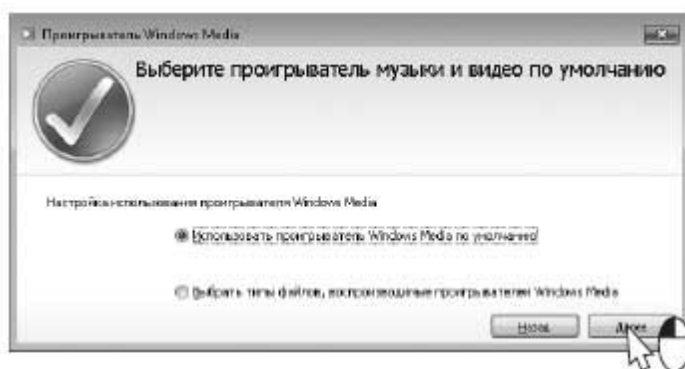 Проигрыватель Windows Media
Выберите проигрыватель музыки и видео по умолчанию
Настройка использования проигрывателя Windows Media
Использовать проигрыватель Windows Media по умолчанию
Выбрать типы файлов, воспроизводимые проигрывателем Windows Media
Назад
Далее